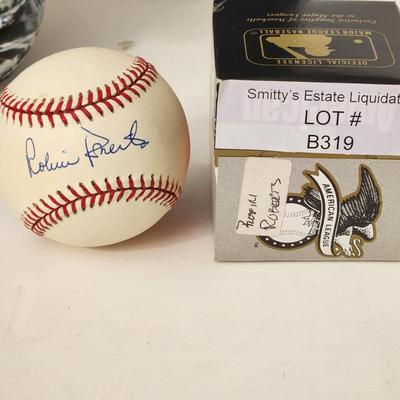 Robin Roberts
Exclusive Supplier of Baseballs
to the Major Leagues
MAJOR LEAGUE BASEBALL
OFFICIAL LICENSEE
Smitty's Estate Liquidat
LOT #
B319
AMERICAN LEAGUE
ROBIN
ROBERTS